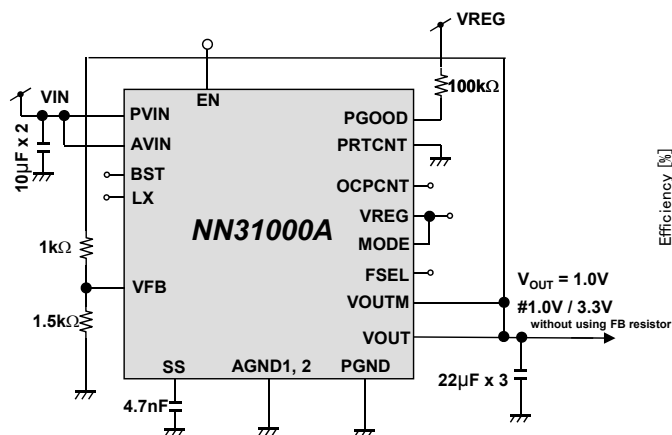 VREG
100kΩ
VIN
10µF x 2
EN
PVIN
AVIN
BST
LX
PGOOD
PRTCNT
OCPCNT
VREG
MODE
FSEL
VOUTM
VOUT
NN31000A
1kΩ
VFB
1.5kΩ
SS
AGND1, 2
PGND
4.7nF
VOUT = 1.0V
#1.0V / 3.3V
without using FB resistor
22µF x 3
Efficiency [%]